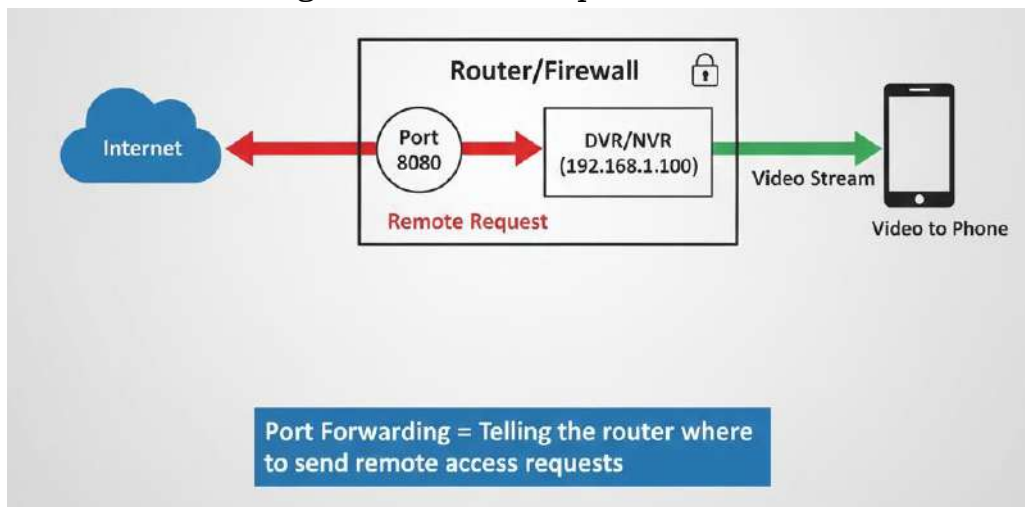 Router/Firewall
Internet
Port
8080
DVR/NVR
(192.168.1.100)
Remote Request
Video Stream
Video to Phone
Port Forwarding = Telling the router where
to send remote access requests